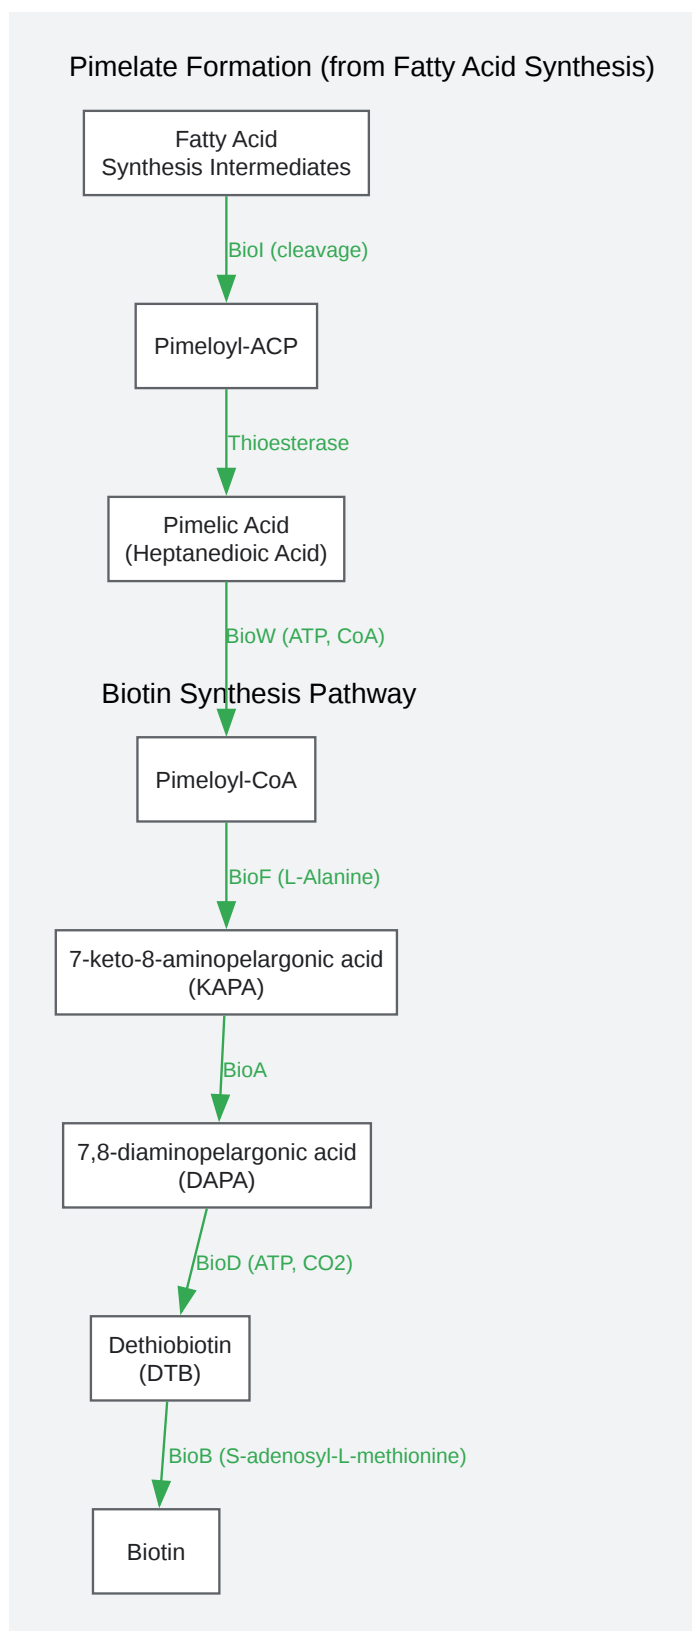 Pimelate Formation (from Fatty Acid Synthesis)
Fatty Acid
Synthesis Intermediates
BioI (cleavage)
Pimeloyl-ACP
Thioesterase
Pimelic Acid
(Heptanedioic Acid)
BioW (ATP, CoA)
Biotin Synthesis Pathway
Pimeloyl-CoA
BioF (L-Alanine)
7-keto-8-aminopelargonic acid
(KAPA)
BioA
7,8-diaminopelargonic acid
(DAPA)
BioD (ATP, CO2)
Dethiobiotin
(DTB)
BioB (S-adenosyl-L-methionine)
Biotin